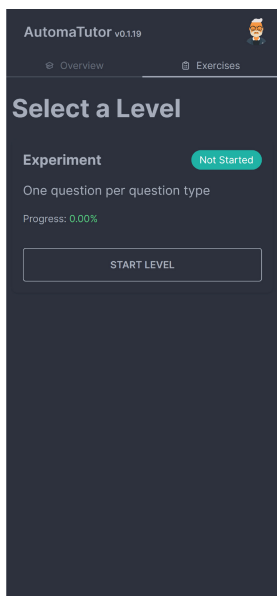 AutomaTutor v0.1.19
Overview Exercises
Select a Level
Experiment Not Started
One question per question type
Progress: 0.00%
START LEVEL